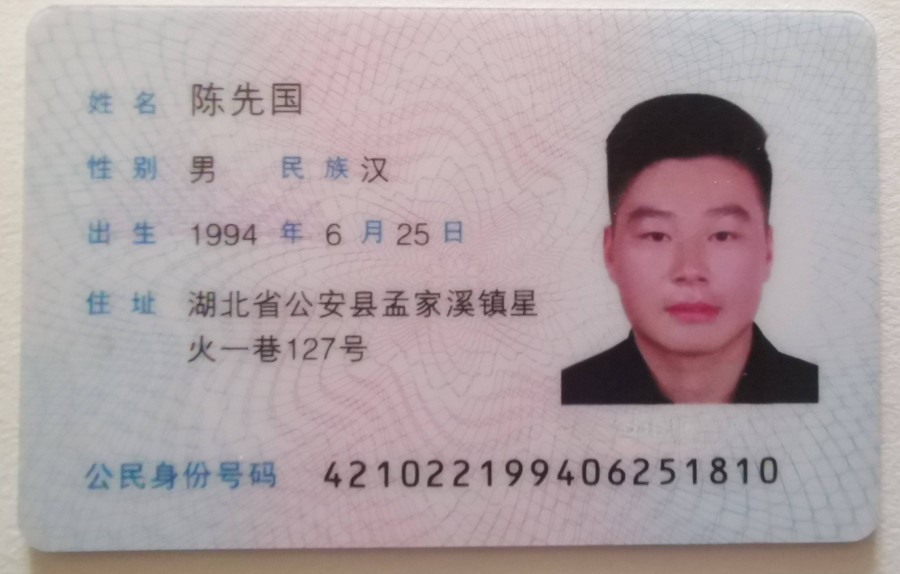 姓名 陈先国
性别 男 民族 汉
出生 1994 年 6 月 25 日
住址 湖北省公安县孟家溪镇星
火一巷127号
公民身份号码 421022199406251810